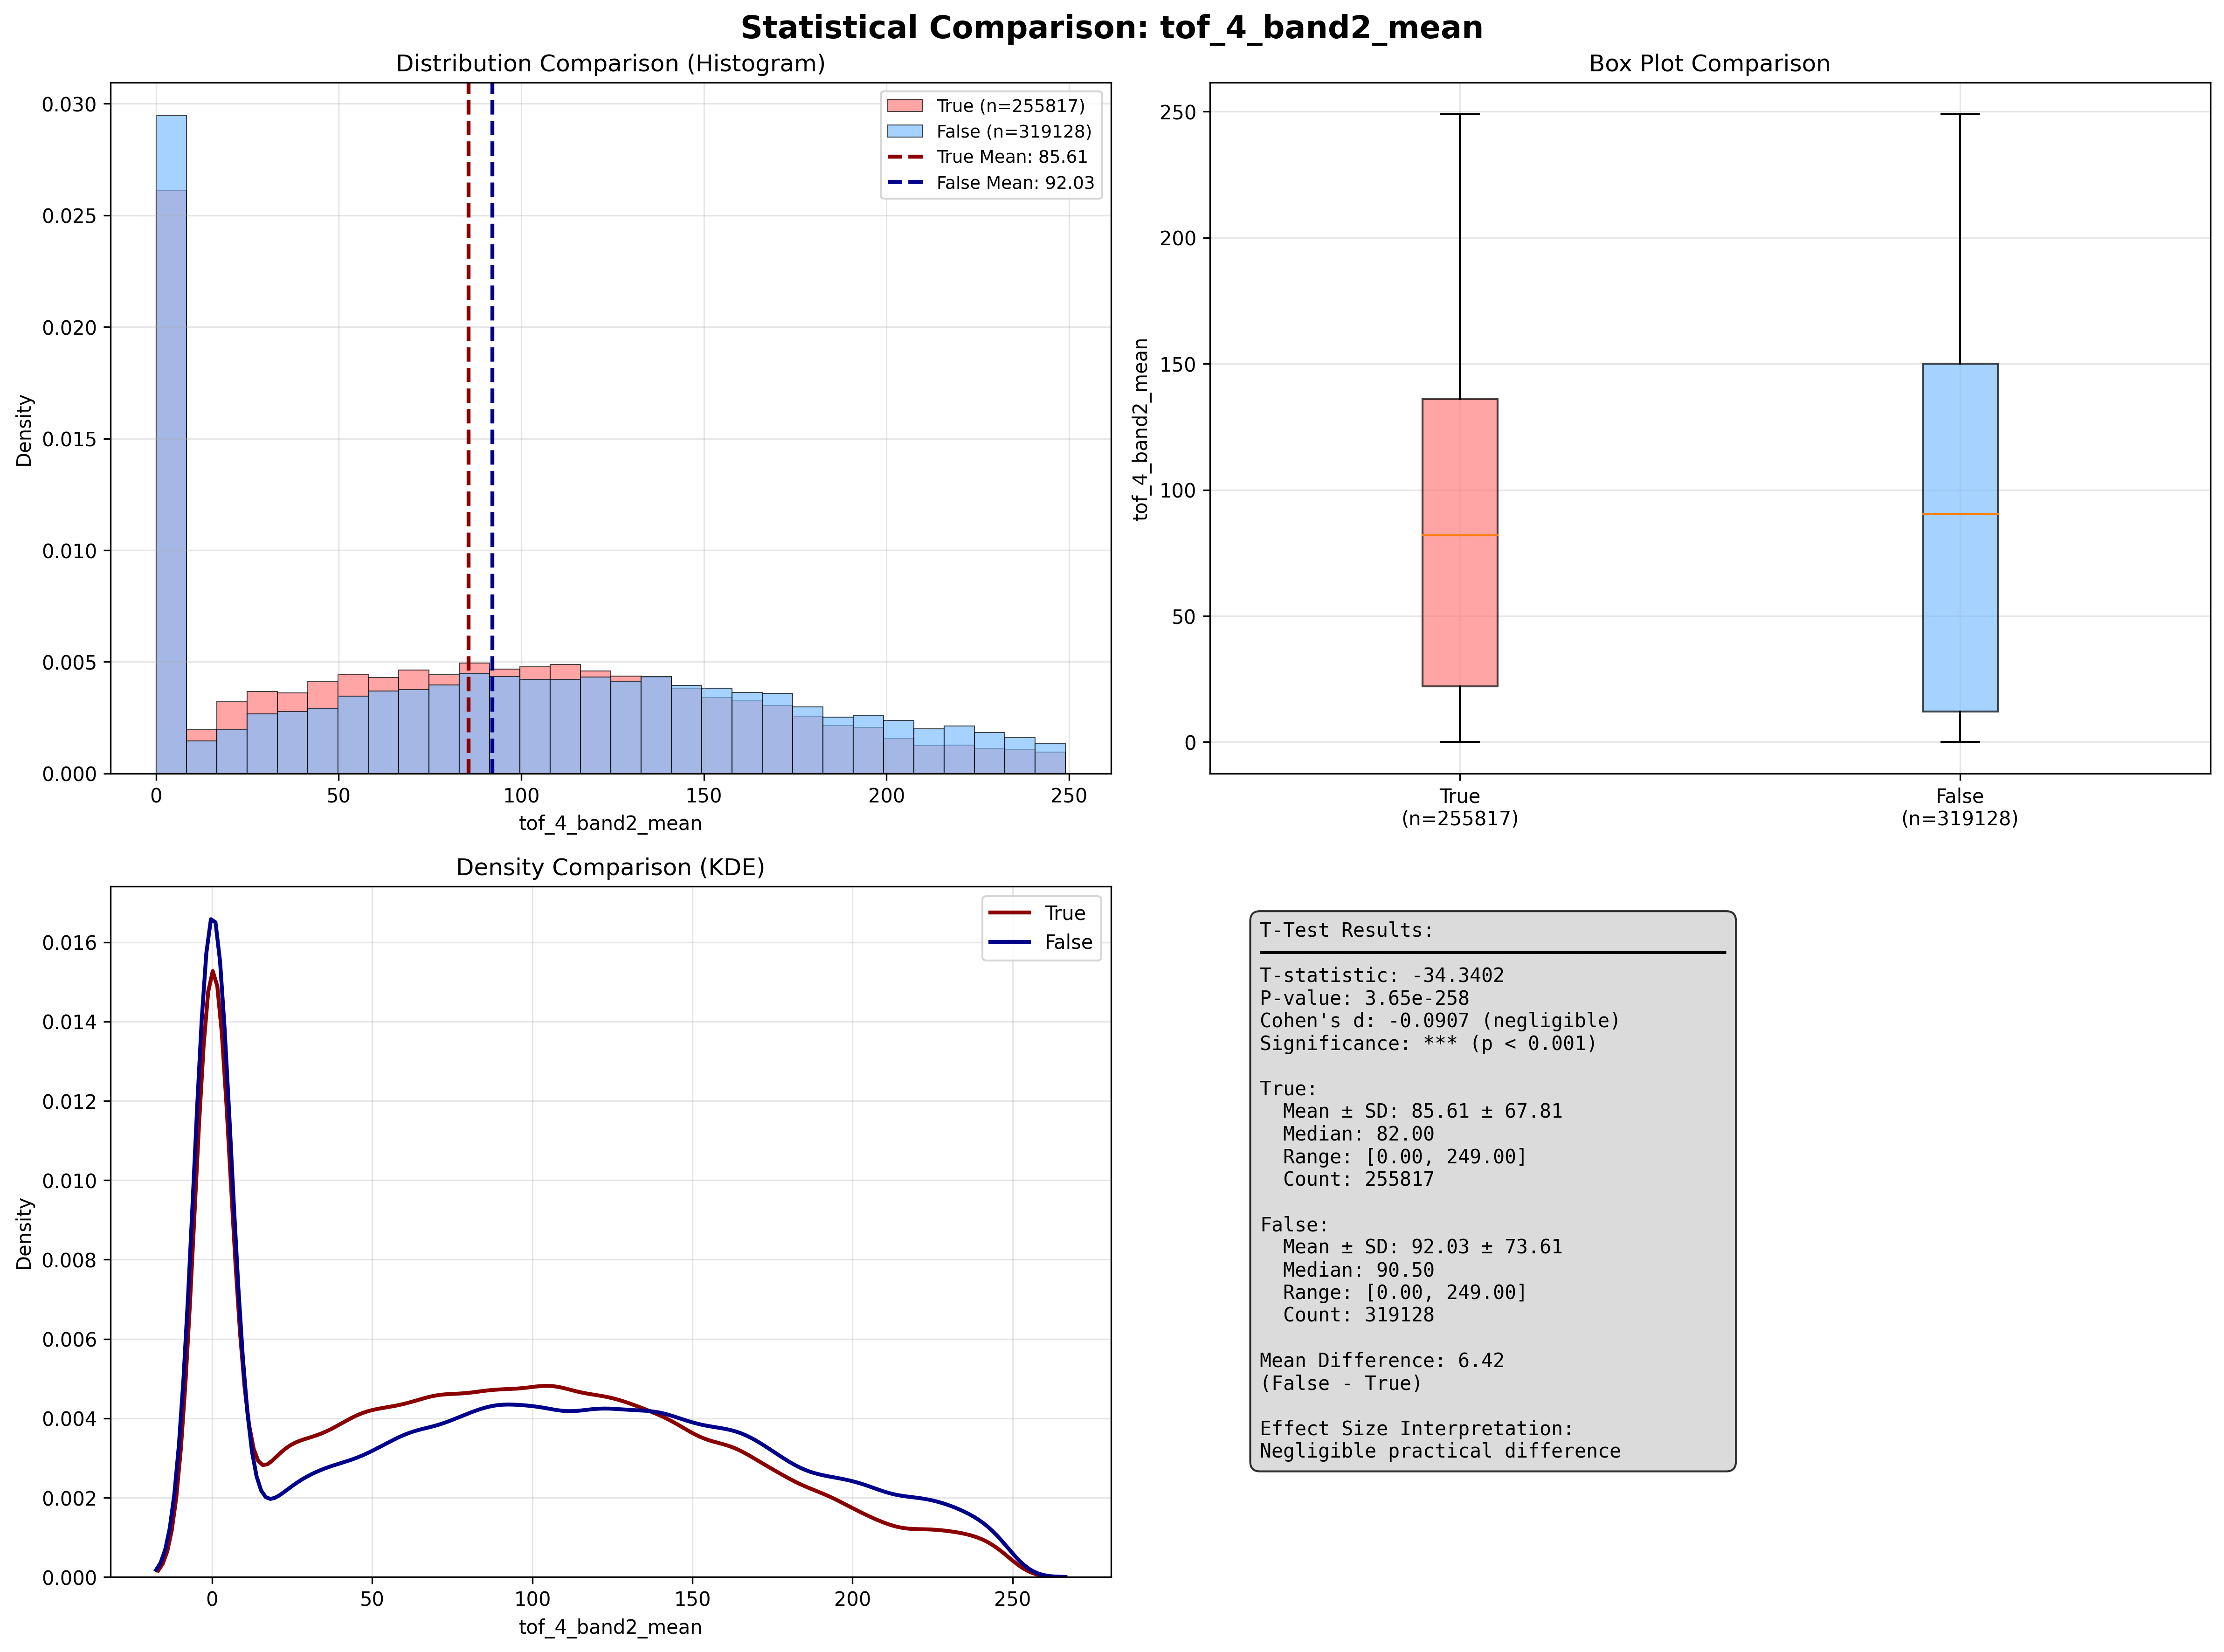 Statistical Comparison: tof_4_band2_mean
Distribution Comparison (Histogram)
0.030
0.025
0.020
0.015
0.010
0.005
0.000
Density
0
50
100
150
200
250
tof_4_band2_mean
True (n=255817)
False (n=319128)
True Mean: 85.61
False Mean: 92.03
Box Plot Comparison
250
200
150
100
50
0
tof_4_band2_mean
True
(n=255817)
False
(n=319128)
Density Comparison (KDE)
0.016
0.014
0.012
0.010
0.008
0.006
0.004
0.002
0.000
Density
0
50
100
150
200
250
tof_4_band2_mean
True
False
T-Test Results:
T-statistic: -34.3402
P-value: 3.65e-258
Cohen's d: -0.0907 (negligible)
Significance: *** (p < 0.001)
True:
Mean ± SD: 85.61 ± 67.81
Median: 82.00
Range: [0.00, 249.00]
Count: 255817
False:
Mean ± SD: 92.03 ± 73.61
Median: 90.50
Range: [0.00, 249.00]
Count: 319128
Mean Difference: 6.42
(False - True)
Effect Size Interpretation:
Negligible practical difference